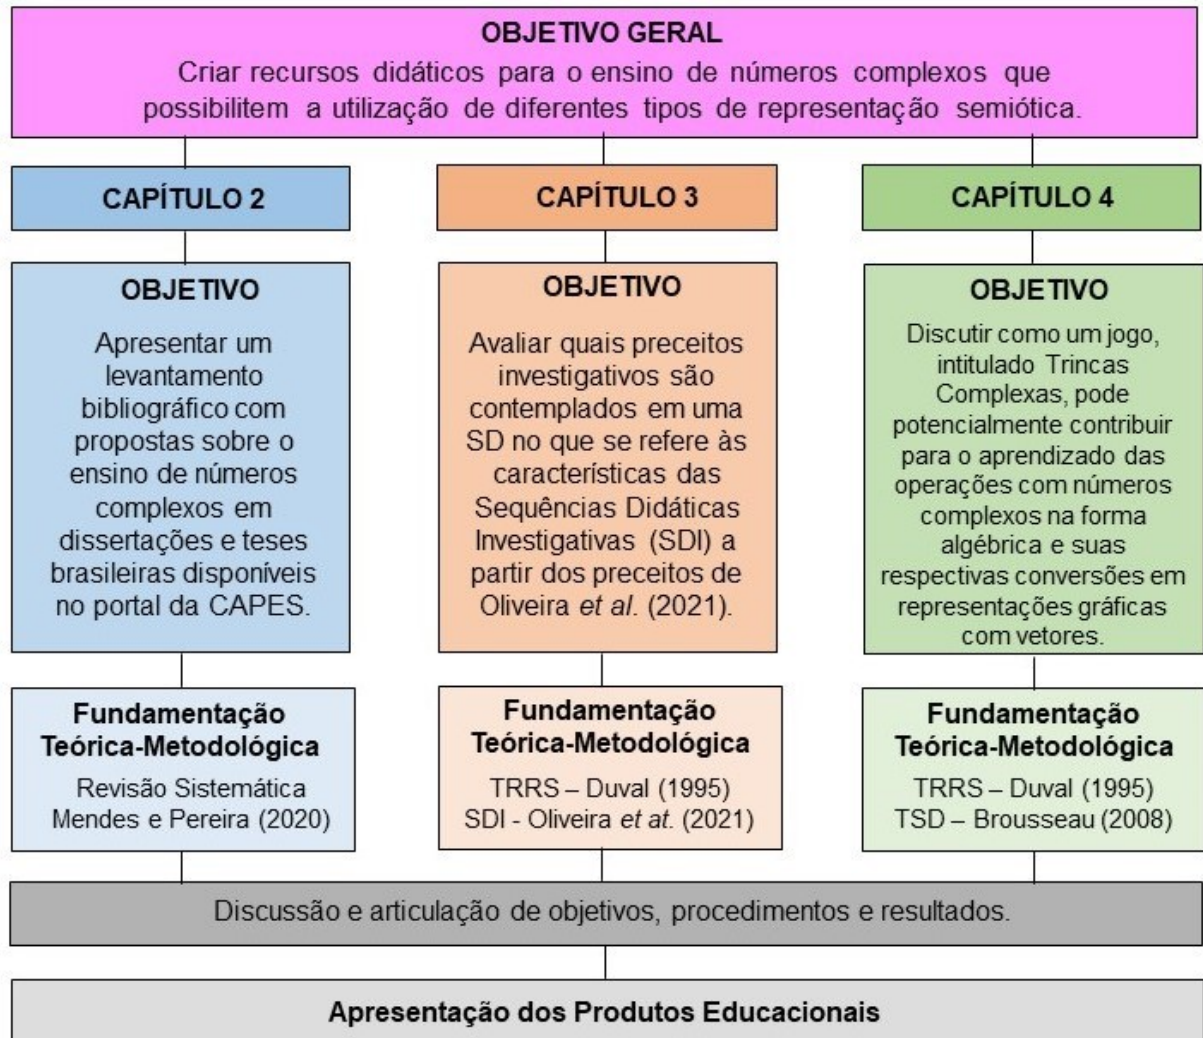 OBJETIVO GERAL
Criar recursos didáticos para o ensino de números complexos que
possibilitem a utilização de diferentes tipos de representação semiótica.
CAPÍTULO 2
OBJETIVO
Apresentar um
levantamento
bibliográfico com
propostas sobre o
ensino de números
complexos em
dissertações e teses
brasileiras disponíveis
no portal da CAPES.
Fundamentação
Teórica-Metodológica
Revisão Sistemática
Mendes e Pereira (2020)
CAPÍTULO 3
OBJETIVO
Avaliar quais preceitos
investigativos são
contemplados em uma
SD no que se refere às
características das
Sequências Didáticas
Investigativas (SDI) a
partir dos preceitos de
Oliveira et al. (2021).
Fundamentação
Teórica-Metodológica
TRRS – Duval (1995)
SDI - Oliveira et at. (2021)
CAPÍTULO 4
OBJETIVO
Discutir como um jogo,
intitulado Trincas
Complexas, pode
potencialmente contribuir
para o aprendizado das
operações com números
complexos na forma
algébrica e suas
respectivas conversões em
representações gráficas
com vetores.
Fundamentação
Teórica-Metodológica
TRRS – Duval (1995)
TSD – Brousseau (2008)
Discussão e articulação de objetivos, procedimentos e resultados.
Apresentação dos Produtos Educacionais